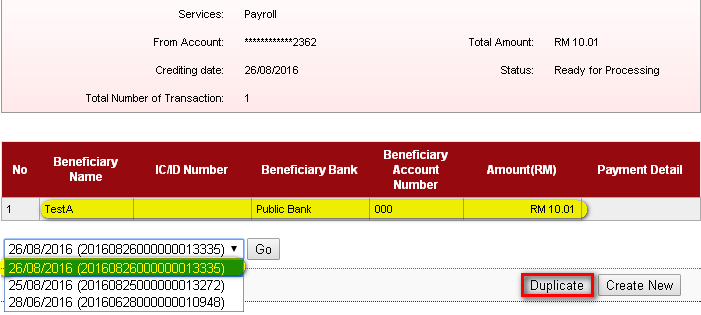 Services: Payroll
From Account: ************2362 Total Amount: RM 10.01
Crediting date: 26/08/2016 Status: Ready for Processing
Total Number of Transaction: 1
No Beneficiary Name IC/ID Number Beneficiary Bank Beneficiary Account Number Amount(RM) Payment Detail
1 TestA Public Bank 000 RM 10.01
26/08/2016 (20160826000000013335) Go
26/08/2016 (20160826000000013335)
25/08/2016 (20160825000000013272)
28/06/2016 (20160628000000010948)
Duplicate Create New